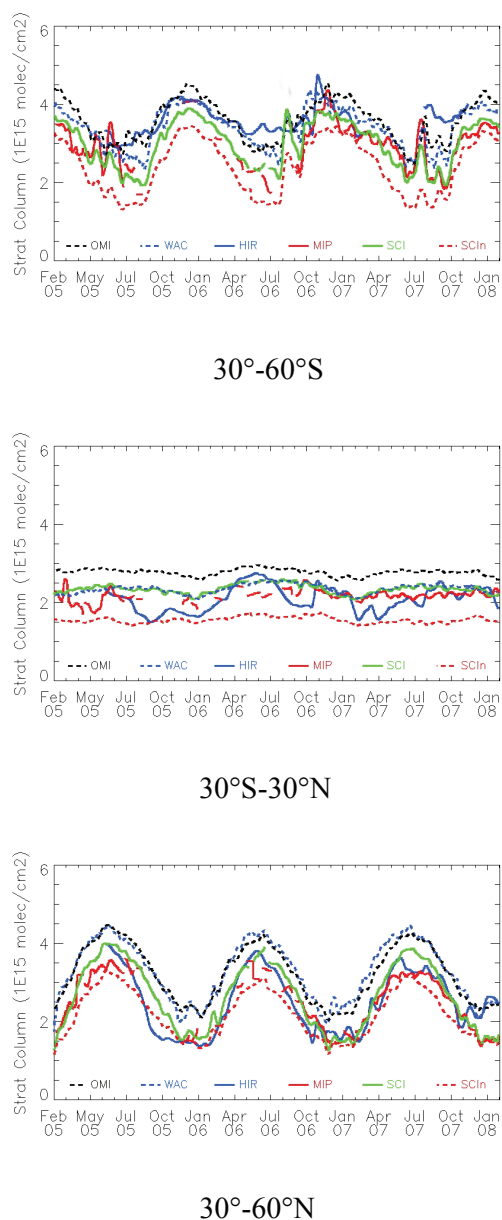 6
4
2
0
Strat Column (1E15 molec/cm2)
OMI WAC HIR MIP SCI SCIn
Feb May Jul Oct Jan Apr Jul Oct Jan Apr Jul Oct Jan
05 05 05 05 06 06 06 06 07 07 07 07 08
30°-60°S
6
4
2
0
Strat Column (1E15 molec/cm2)
OMI WAC HIR MIP SCI SCIn
Feb May Jul Oct Jan Apr Jul Oct Jan Apr Jul Oct Jan
05 05 05 05 06 06 06 06 07 07 07 07 08
30°S-30°N
6
4
2
0
Strat Column (1E15 molec/cm2)
OMI WAC HIR MIP SCI SCIn
Feb May Jul Oct Jan Apr Jul Oct Jan Apr Jul Oct Jan
05 05 05 05 06 06 06 06 07 07 07 07 08
30°-60°N